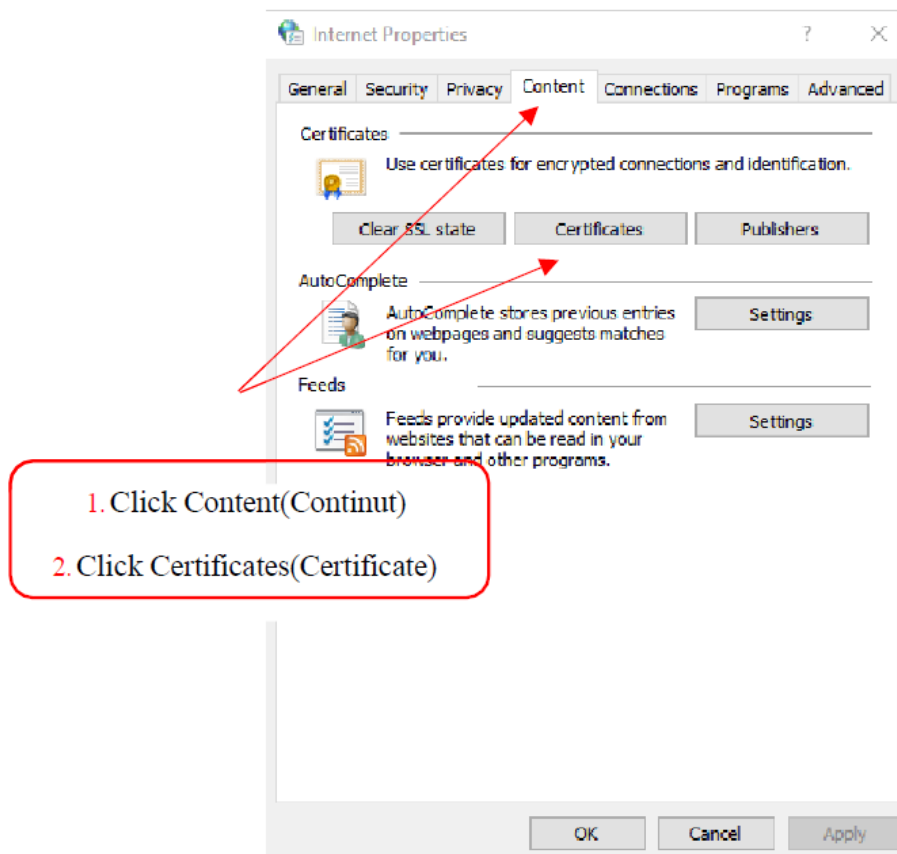 Internet Properties ? ×
General Security Privacy Content Connections Programs Advanced
Certificates
Use certificates for encrypted connections and identification.
Clear SSL state Certificates Publishers
AutoComplete
AutoComplete stores previous entries
on webpages and suggests matches
for you.
Settings
Feeds
Feeds provide updated content from
websites that can be read in your
browser and other programs.
Settings
1. Click Content(Continut)
2. Click Certificates(Certificate)
OK Cancel Apply